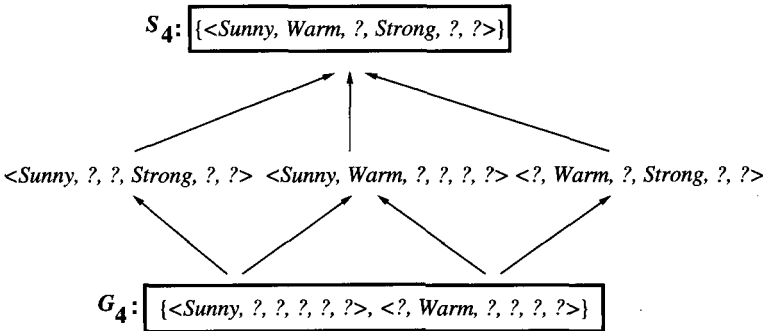 S4: {<Sunny, Warm, ?, Strong, ?, ?>}
<Sunny, ?, ?, Strong, ?, ?> <Sunny, Warm, ?, ?, ?, ?> <?, Warm, ?, Strong, ?, ?>
G4: {<Sunny, ?, ?, ?, ?, ?>, <?, Warm, ?, ?, ?, ?>}